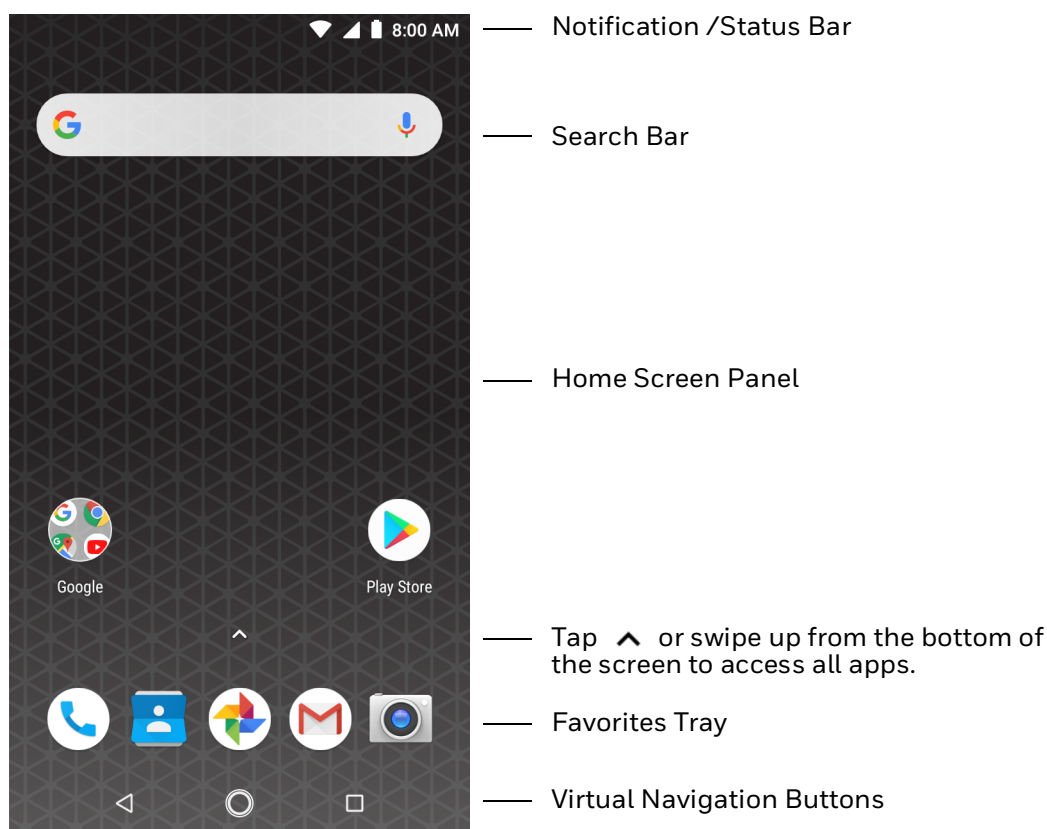 8:00 AM
Notification /Status Bar
Search Bar
Home Screen Panel
Google
Play Store
Tap or swipe up from the bottom of
the screen to access all apps.
Favorites Tray
Virtual Navigation Buttons